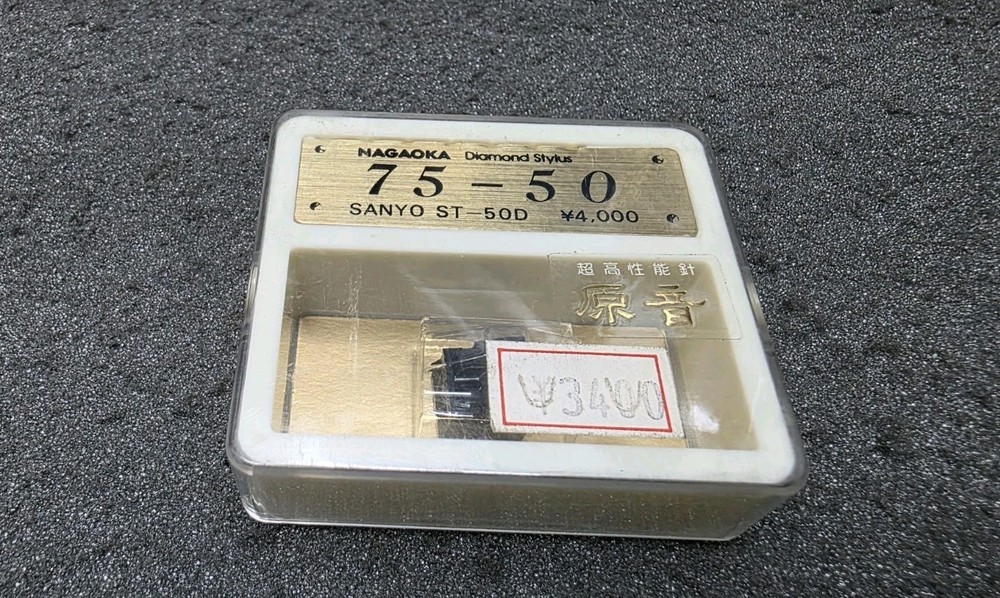 NAGAOKA Diamond Stylus
75-50
SANYO ST-50D ¥4,000
超高性能針
原音
¥3400